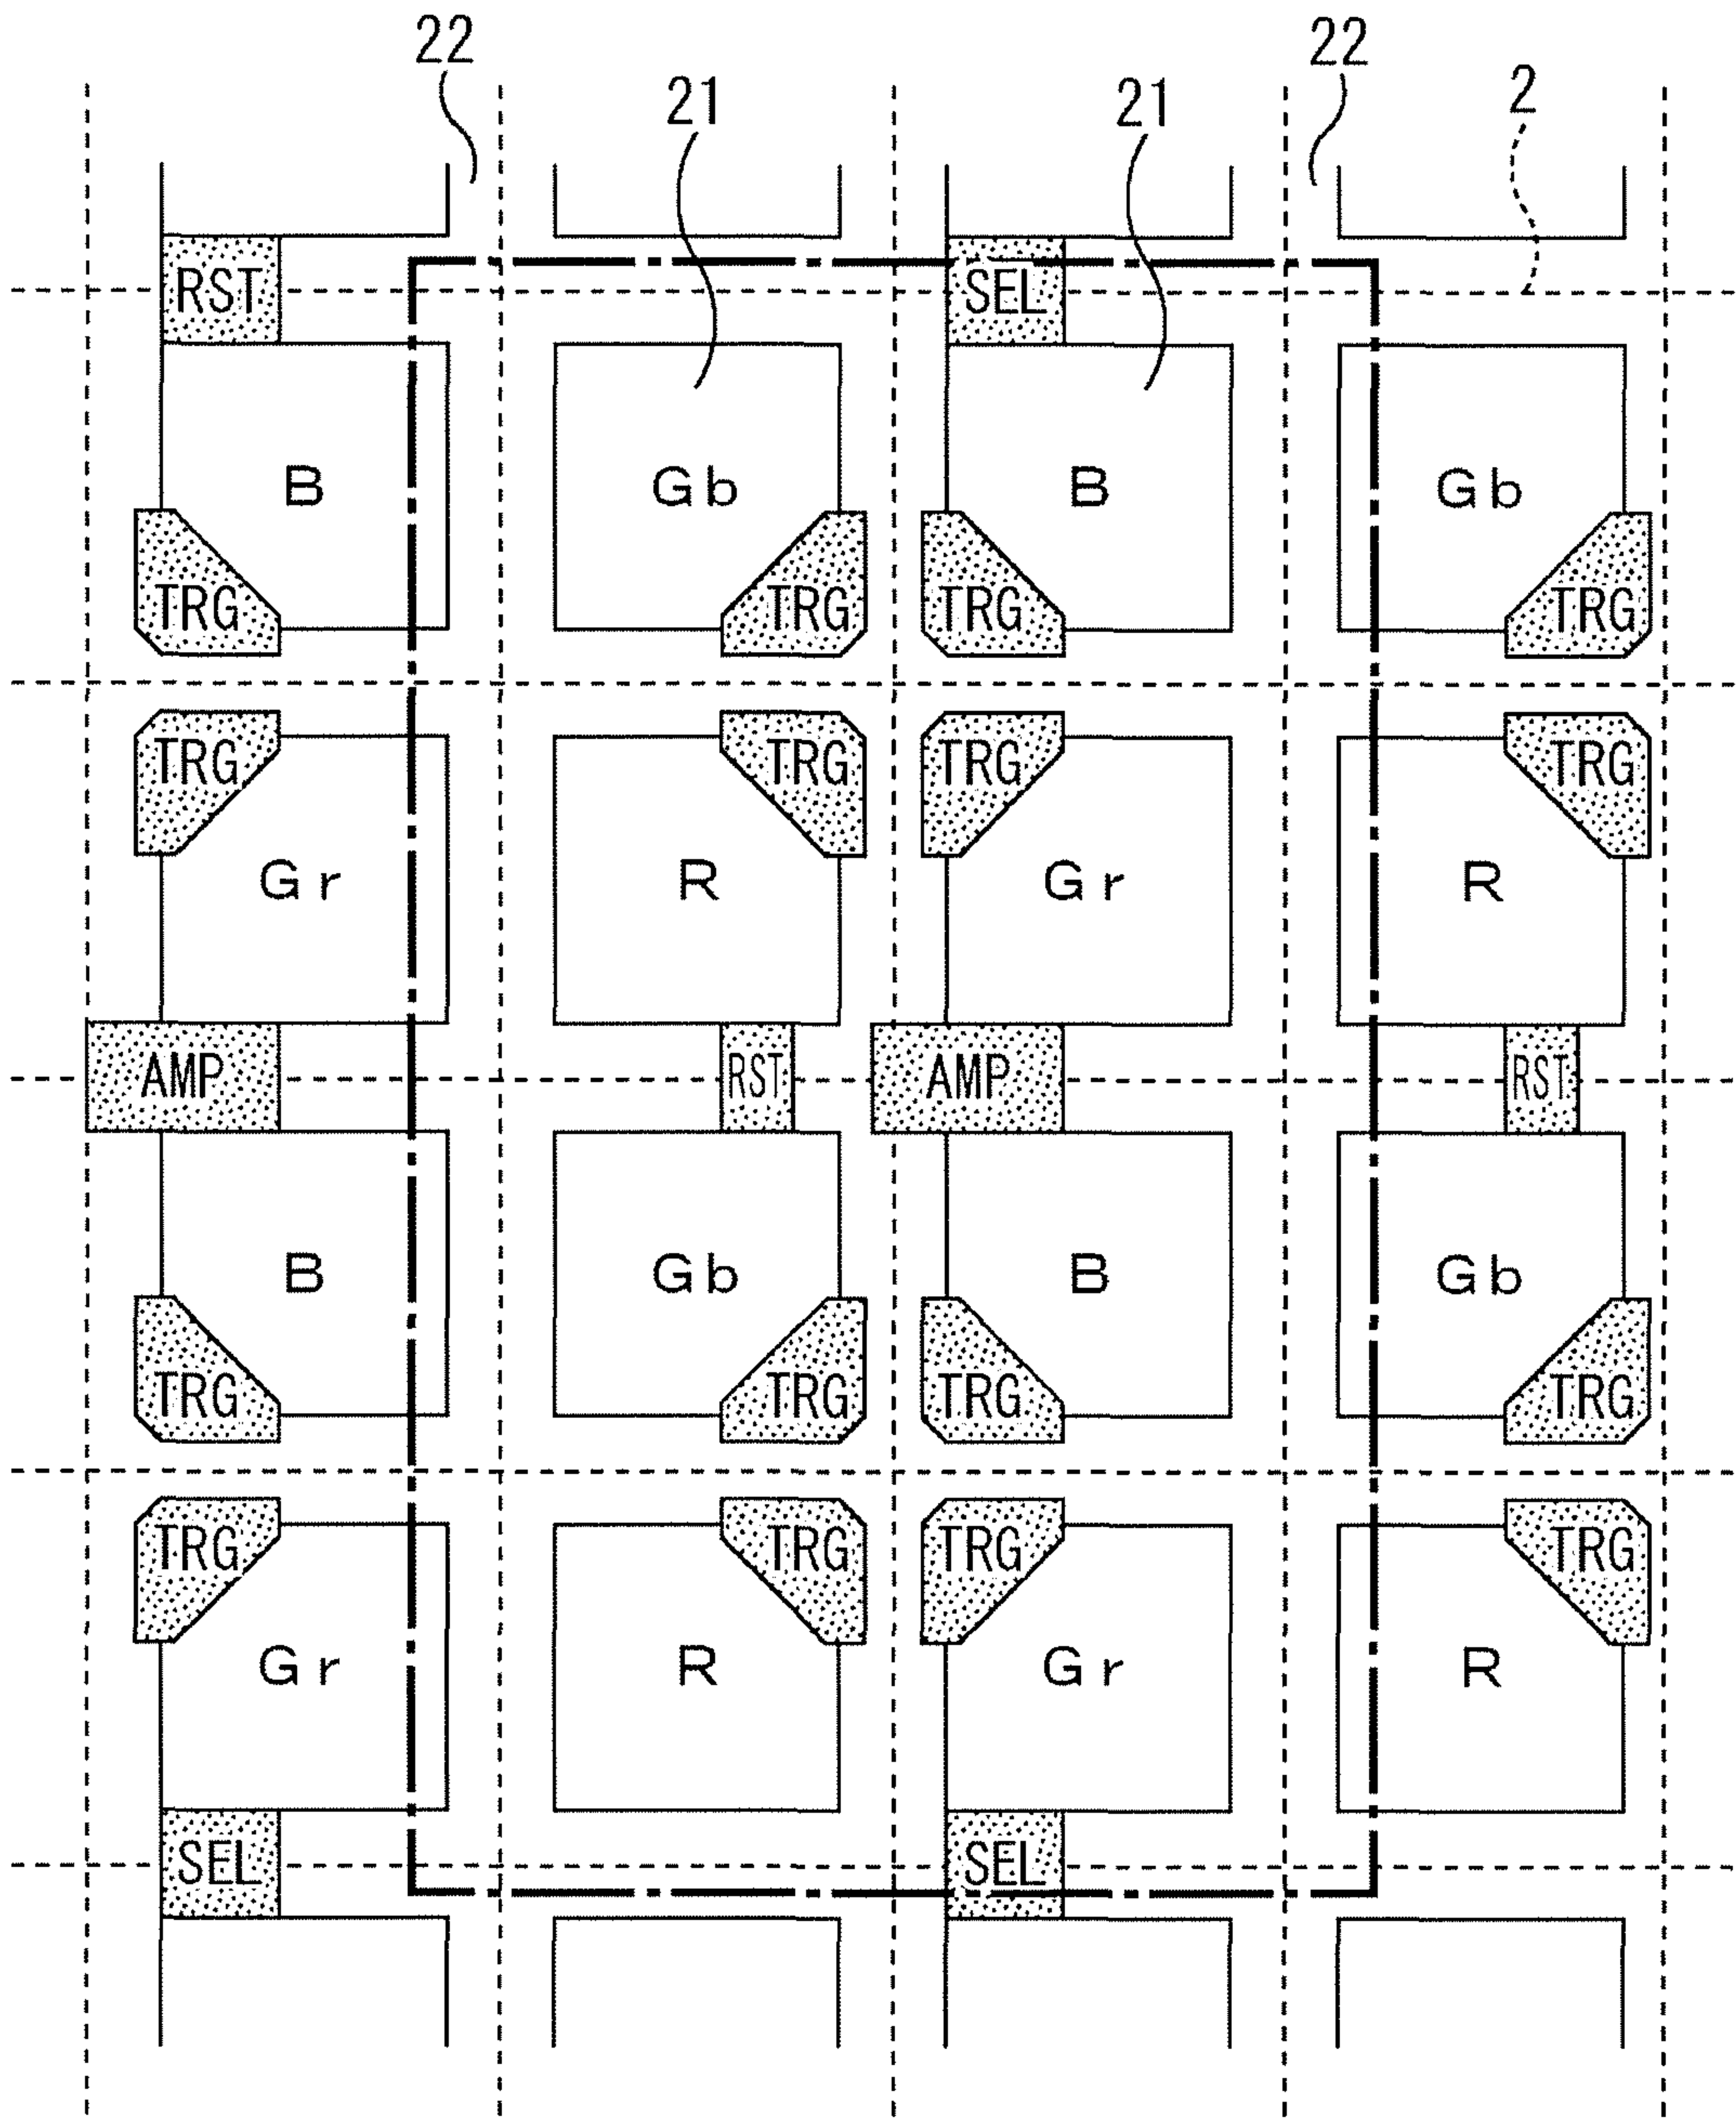 22 22
21 21 2
RST SEL
B Gb B Gb
TRG TRG TRG TRG
TRG TRG TRG TRG
Gr R Gr R
AMP RST AMP RST
B Gb B Gb
TRG TRG TRG TRG
TRG TRG TRG TRG
Gr R Gr R
SEL SEL